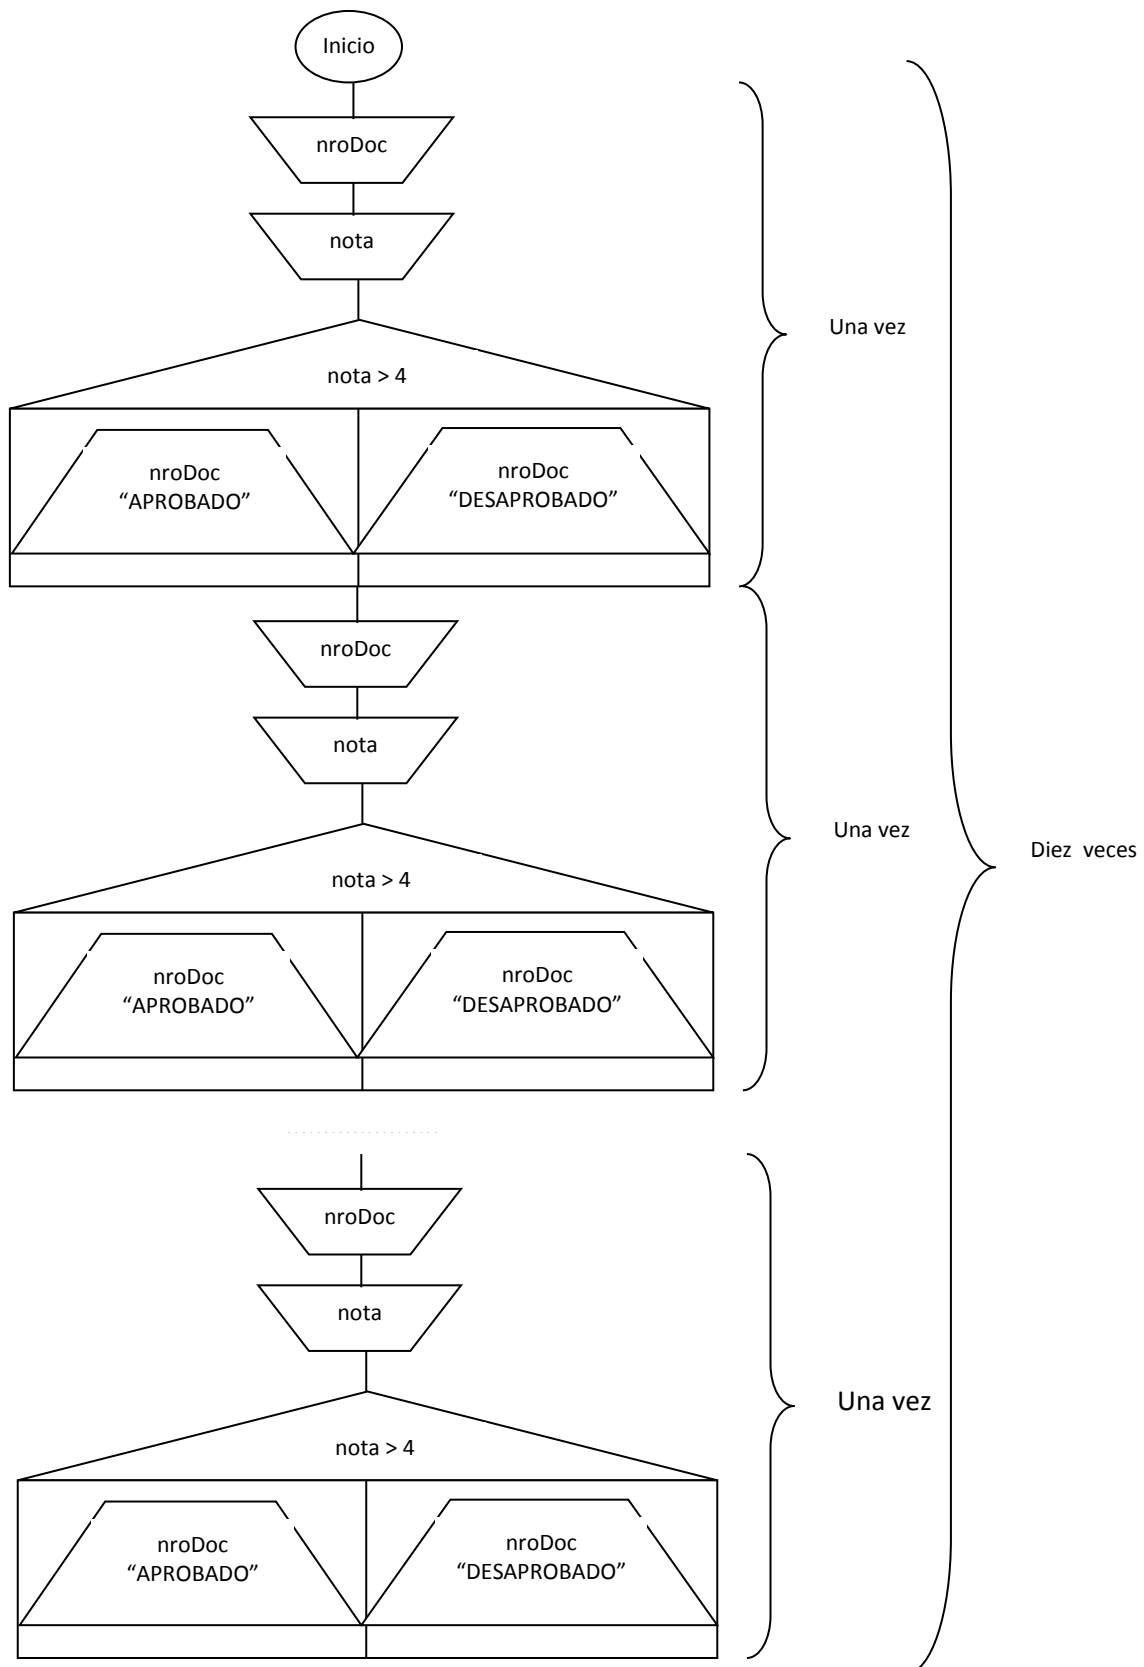 Inicio
nroDoc
nota
Una vez
nota > 4
nroDoc
“APROBADO”
nroDoc
“DESAPROBADO”
nroDoc
nota
Una vez
Diez veces
nota > 4
nroDoc
“APROBADO”
nroDoc
“DESAPROBADO”
nroDoc
nota
Una vez
nota > 4
nroDoc
“APROBADO”
nroDoc
“DESAPROBADO”